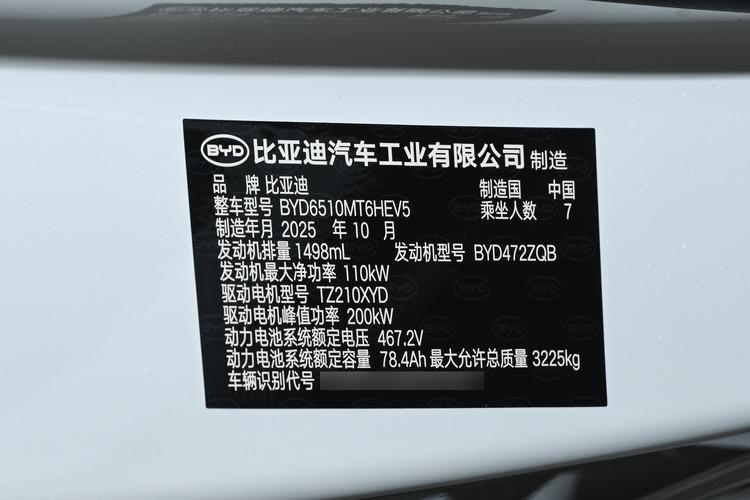 BYD 比亚迪汽车工业有限公司 制造
品 牌 比亚迪 制造国 中国
整车型号 BYD6510MT6HEV5 乘坐人数 7
制造年月 2025 年 10 月
发动机排量 1498mL 发动机型号 BYD472ZQB
发动机最大净功率 110kW
驱动电机型号 TZ210XYD
驱动电机峰值功率 200kW
动力电池系统额定电压 467.2V
动力电池系统额定容量 78.4Ah 最大允许总质量 3225kg
车辆识别代号